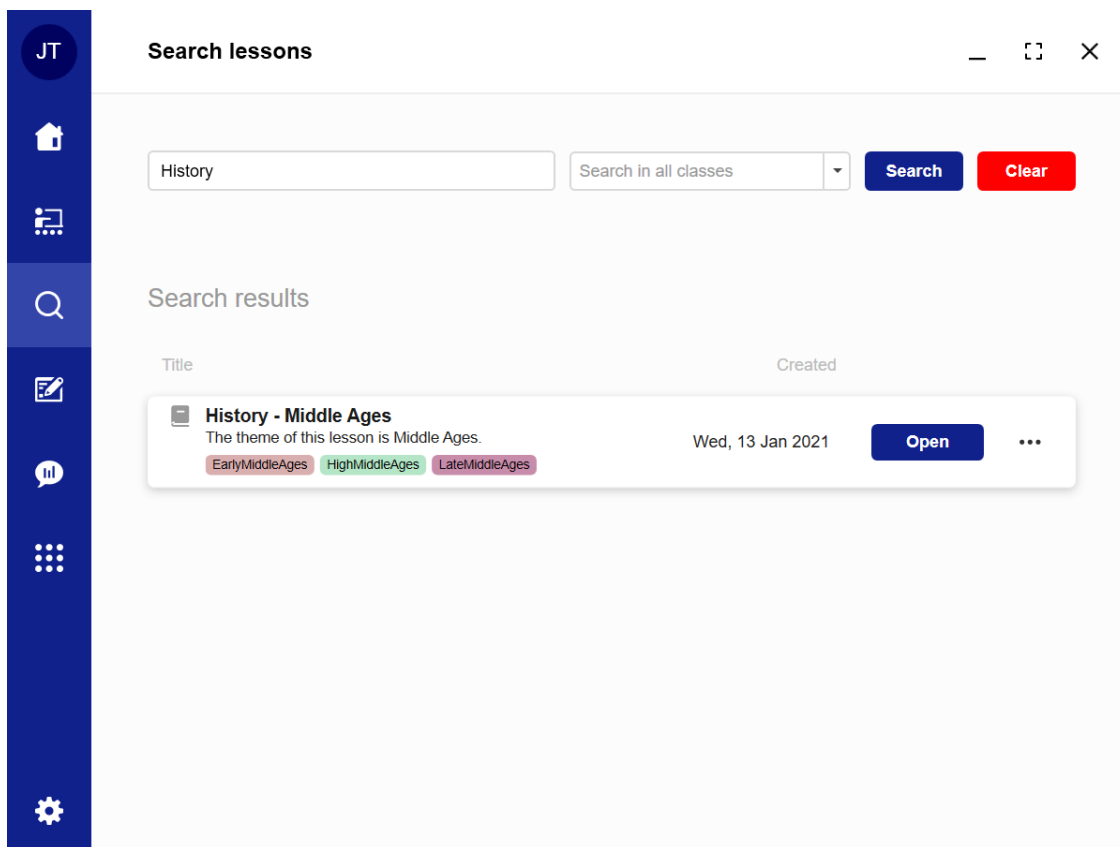 JT
Search lessons
History
Search in all classes
Search
Clear
Search results
Title
Created
History - Middle Ages
The theme of this lesson is Middle Ages.
EarlyMiddleAges HighMiddleAges LateMiddleAges
Wed, 13 Jan 2021
Open